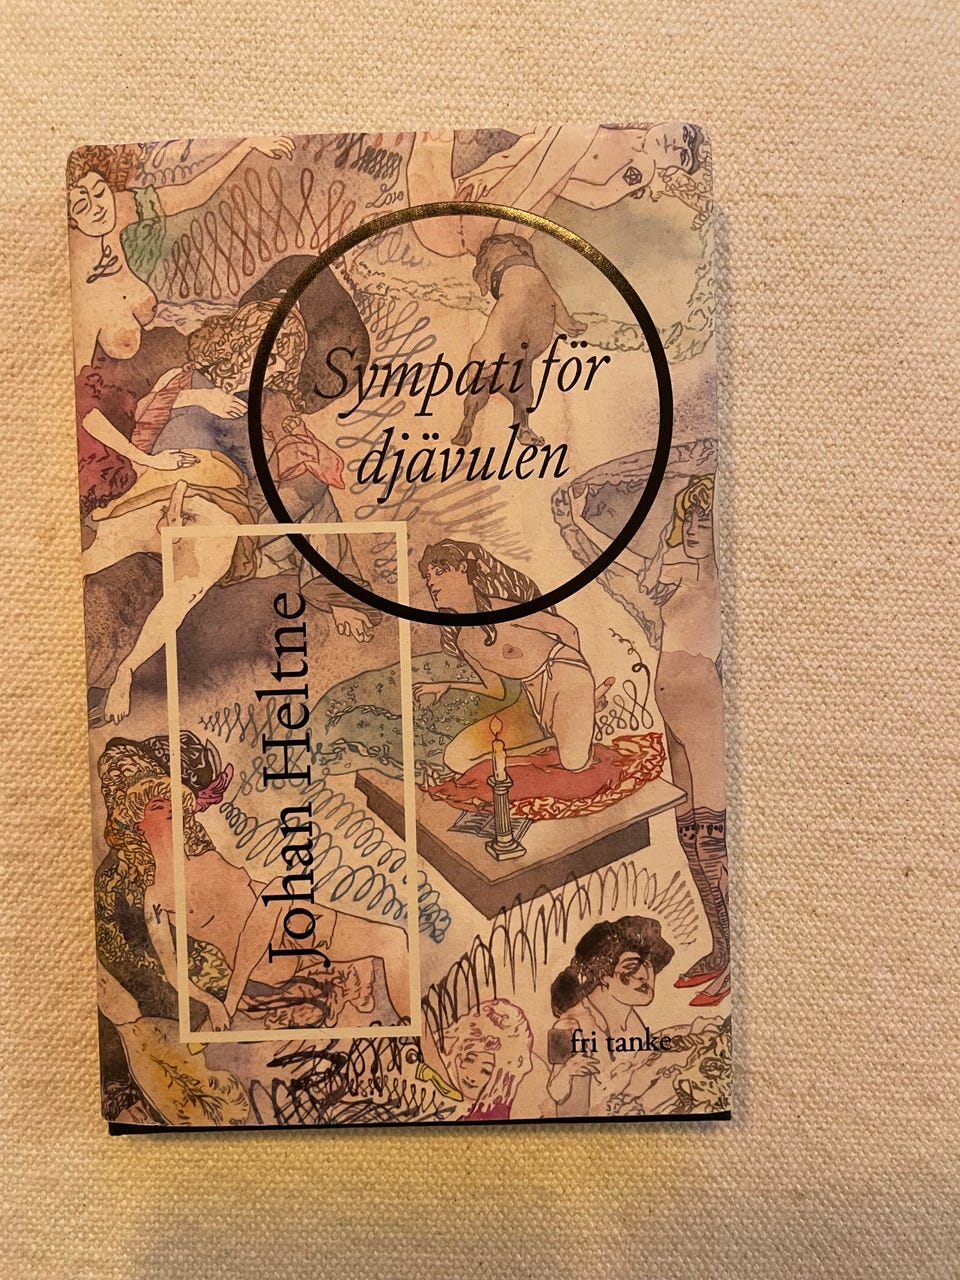 Sympati för
djävulen
Johan Heltne
fri tanke